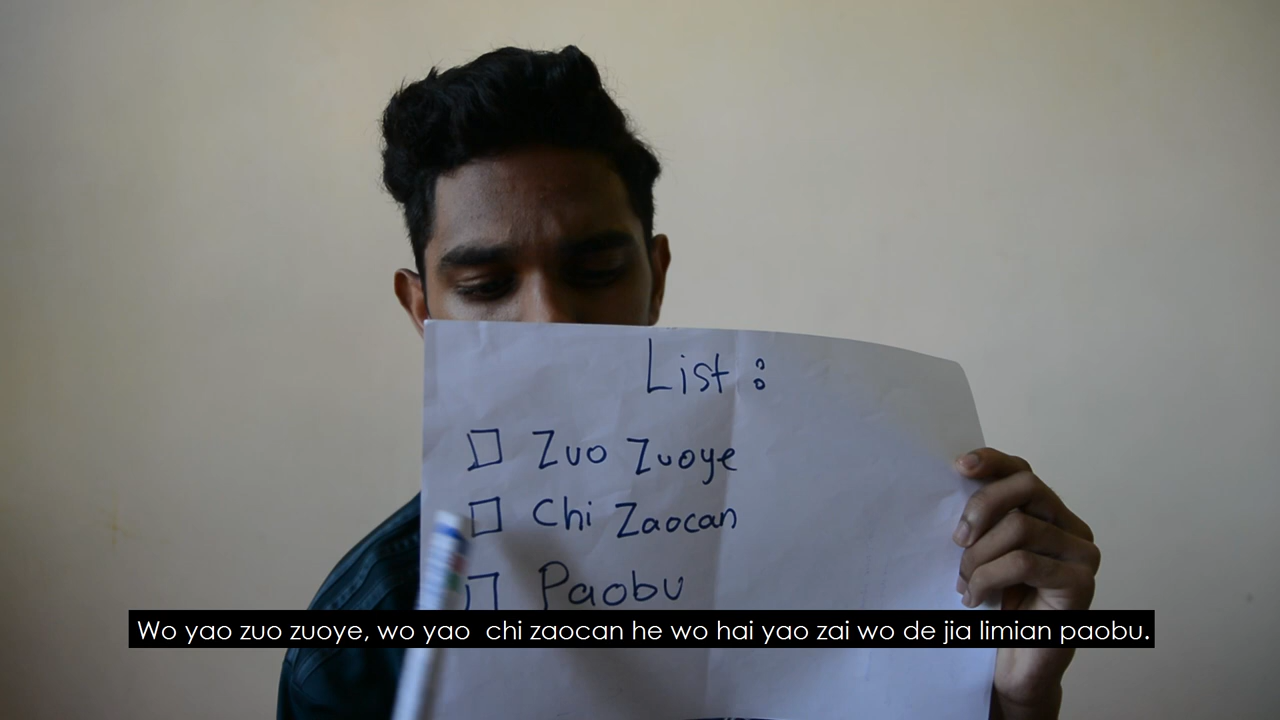 List :
Zuo Zuoye
Chi Zaocan
Paobu
Wo yao zuo zuoye, wo yao  chi zaocan he wo hai yao zai wo de jia limian paobu.